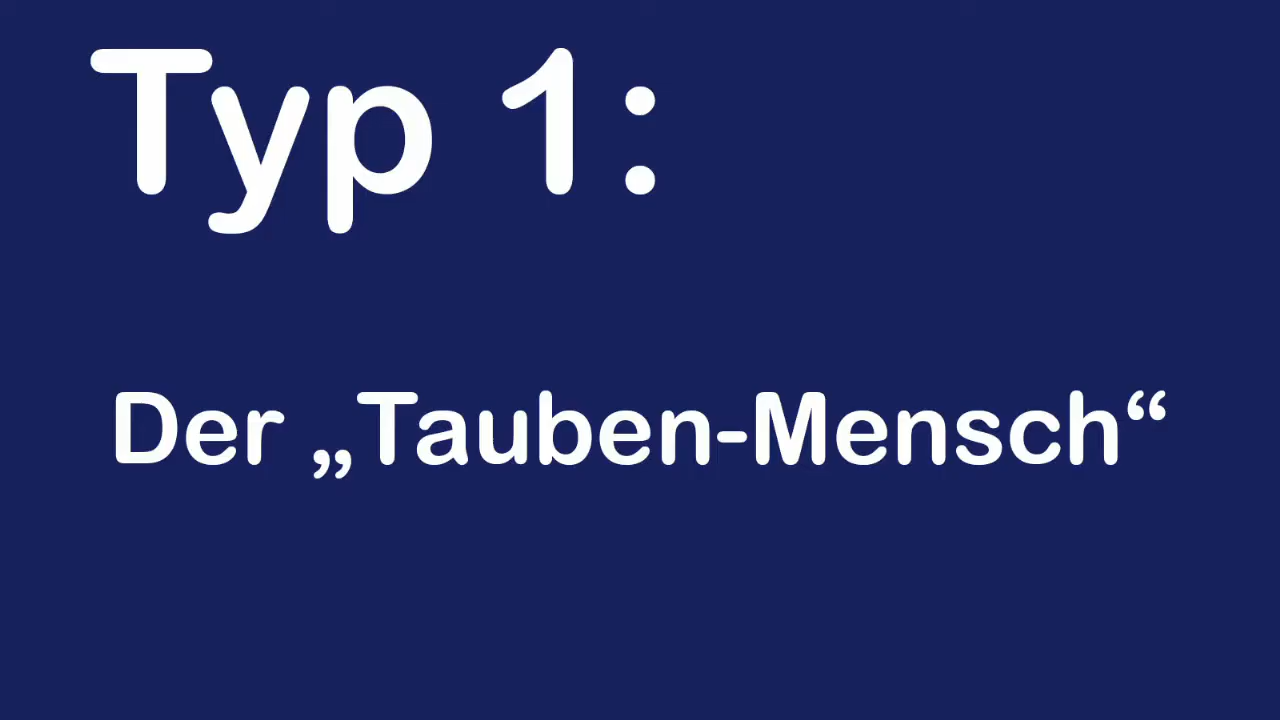 Typ 1:
Der „Tauben-Mensch“